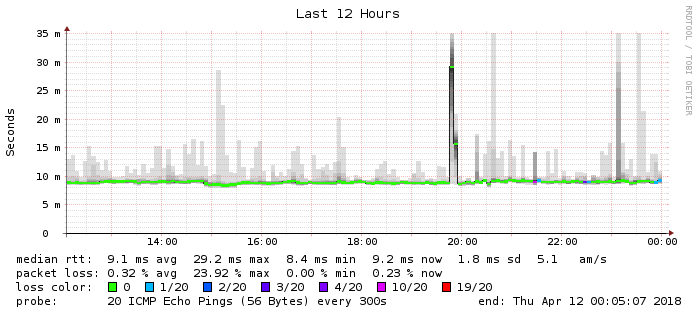 Last 12 Hours
RRDTOOL / TOBI OETIKER
Seconds
35 m
30 m
25 m
20 m
15 m
10 m
5 m
0
14:00 16:00 18:00 20:00 22:00 00:00
median rtt: 9.1 ms avg 29.2 ms max 8.4 ms min 9.2 ms now 1.8 ms sd 5.1 am/s
packet loss: 0.32 % avg 23.92 % max 0.00 % min 0.23 % now
loss color: 0 1/20 2/20 3/20 4/20 10/20 19/20
probe: 20 ICMP Echo Pings (56 Bytes) every 300s end: Thu Apr 12 00:05:07 2018